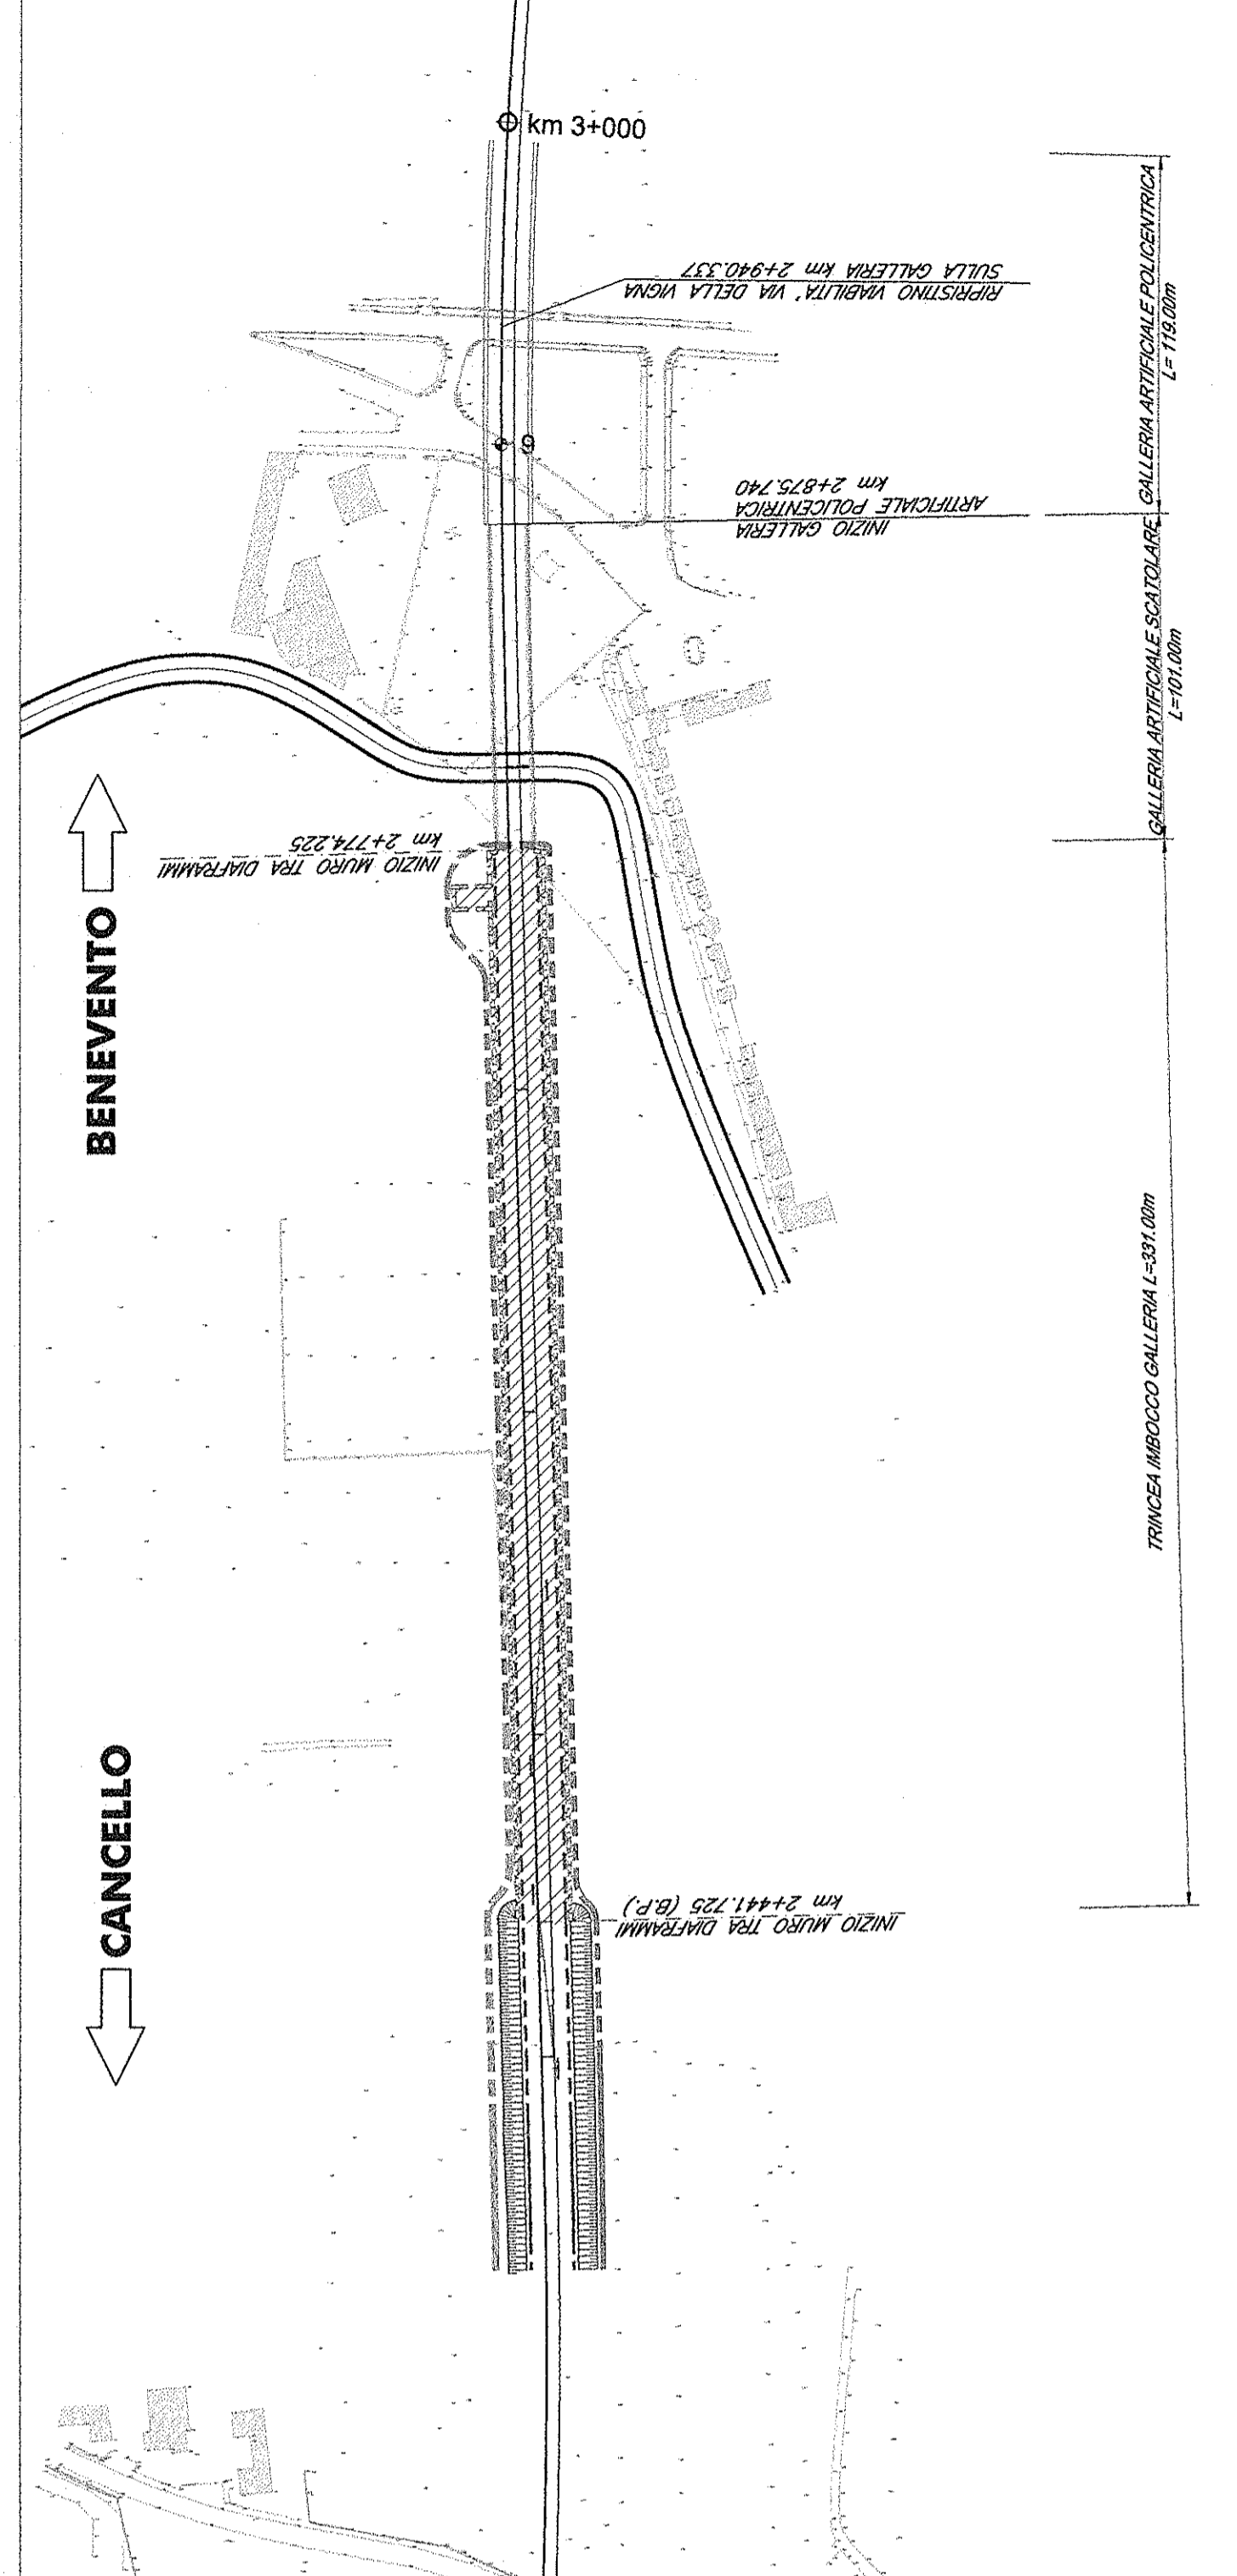 km 3+000
RIPRISTINO VIABILITA' VIA DELLA VIGNA
SULLA GALLERIA km 2+940.337
GALLERIA ARTIFICIALE POLICENTRICA
L= 119.00m
9
INIZIO GALLERIA
ARTIFICIALE POLICENTRICA
km 2+875.740
GALLERIA ARTIFICIALE SCATOLARE
L=101.00m
INIZIO MURO TRA DIAFRAMMI
km 2+774.225
BENEVENTO
TRINCEA IMBOCCO GALLERIA L=331.00m
CANCELLO
INIZIO MURO TRA DIAFRAMMI
km 2+441.725 (B.P.)